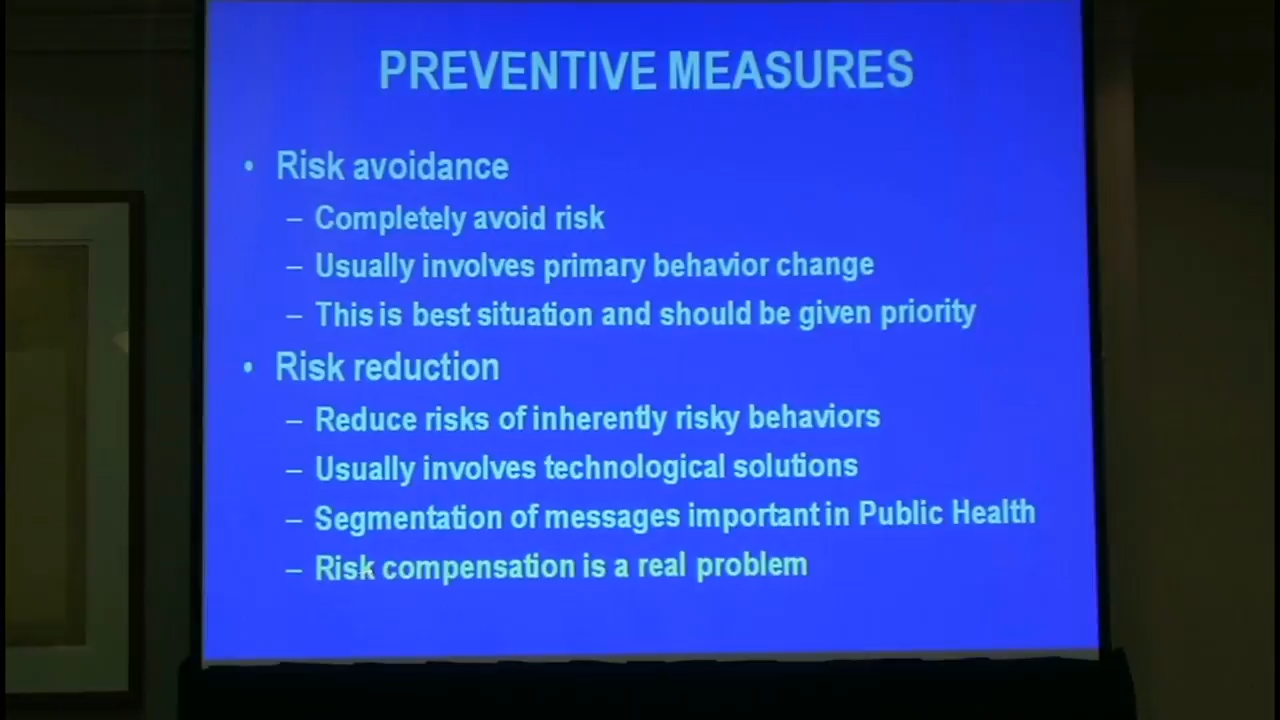 PREVENTIVE MEASURES
• Risk avoidance
– Completely avoid risk
– Usually involves primary behavior change
– This is best situation and should be given priority
• Risk reduction
– Reduce risks of inherently risky behaviors
– Usually involves technological solutions
– Segmentation of messages important in Public Health
– Risk compensation is a real problem